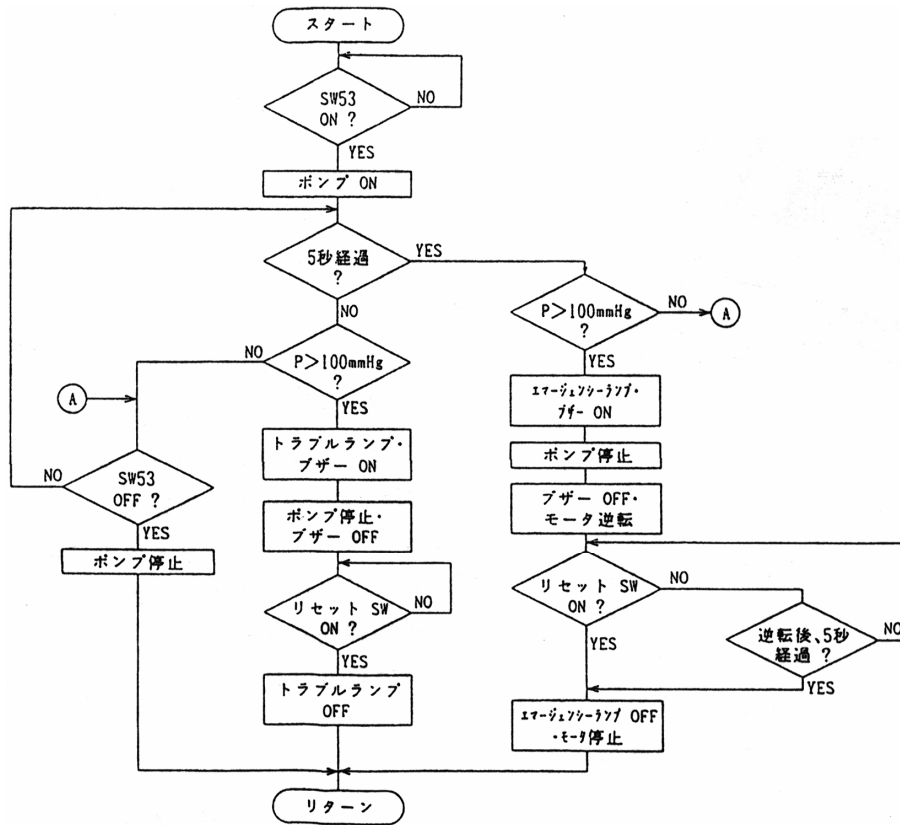 スタート
SW53
ON ?
NO
YES
ポンプ ON
5秒経過
?
YES
NO
P>100mmHg
?
NO
A
YES
NO
P>100mmHg
?
YES
A
エマージェンシーランプ・
ブザー ON
トラブルランプ・
ブザー ON
ポンプ停止
NO
SW53
OFF ?
YES
ポンプ停止・
ブザー OFF
ブザー OFF・
モータ逆転
ポンプ停止
リセット SW
ON ?
NO
YES
リセット SW
ON ?
NO
YES
逆転後、5秒
経過 ?
NO
YES
トラブルランプ
OFF
エマージェンシーランプ OFF
・モータ停止
リターン